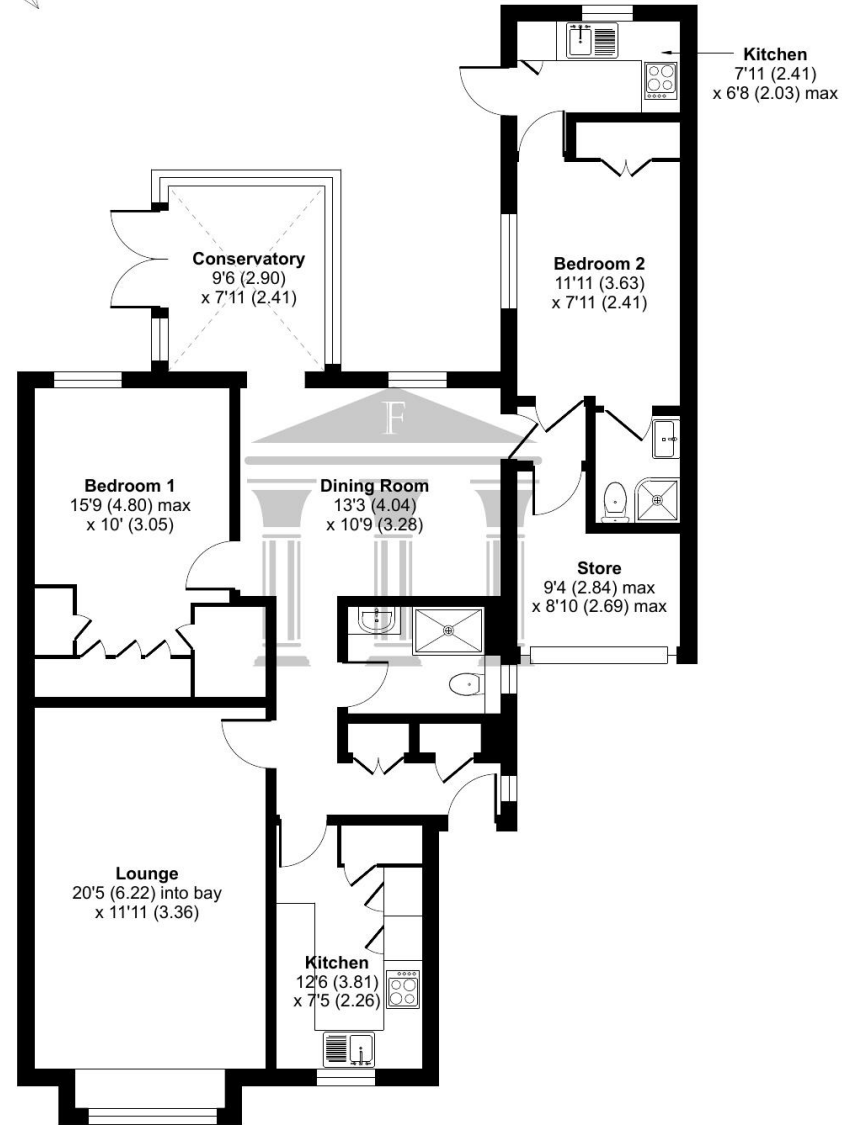 Kitchen
7'11 (2.41)
x 6'8 (2.03) max
Conservatory
9'6 (2.90)
x 7'11 (2.41)
Bedroom 2
11'11 (3.63)
x 7'11 (2.41)
F
Bedroom 1
15'9 (4.80) max
x 10' (3.05)
Dining Room
13'3 (4.04)
x 10'9 (3.28)
Store
9'4 (2.84) max
x 8'10 (2.69) max
Lounge
20'5 (6.22) into bay
x 11'11 (3.36)
Kitchen
12'6 (3.81)
x 7'5 (2.26)